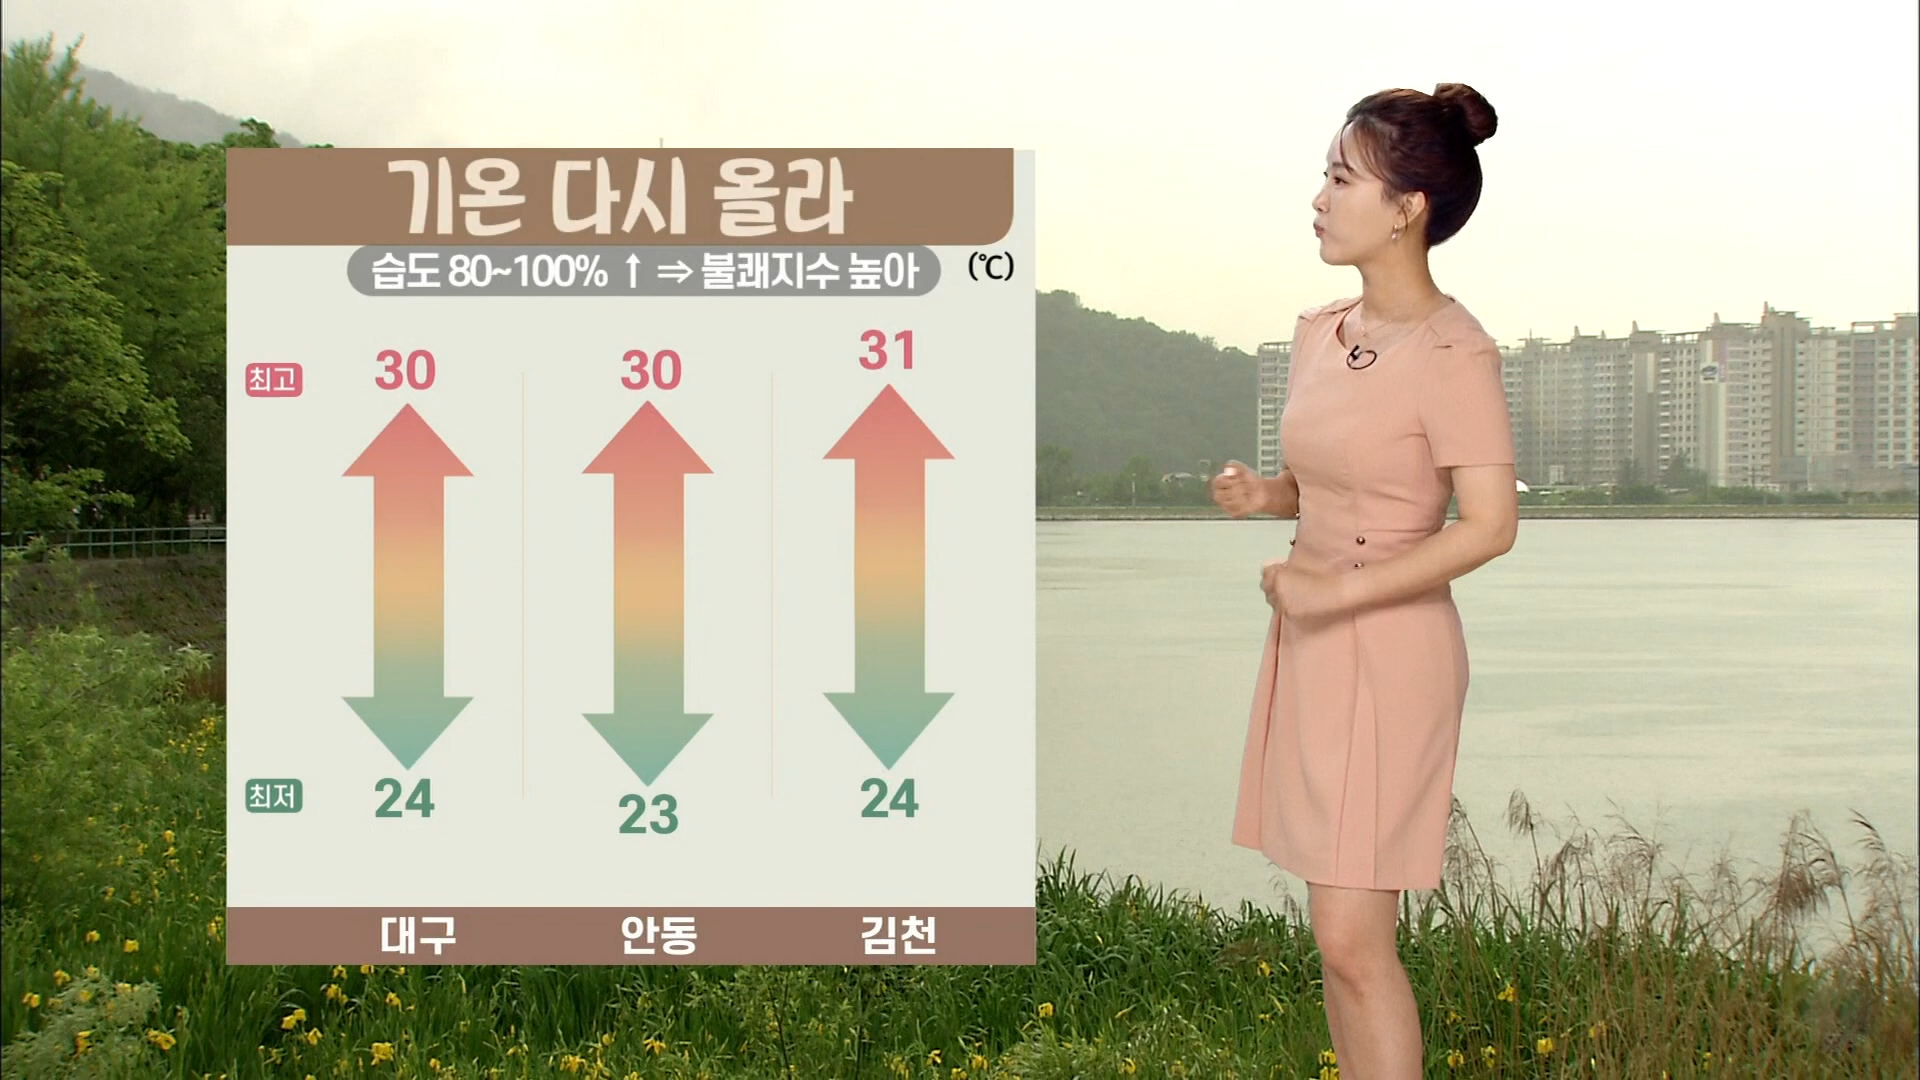 기온 다시 올라
습도 80~100% ↑ ⇒ 불쾌지수 높아 (℃)
최고 30 30 31
최저 24 23 24
대구 안동 김천